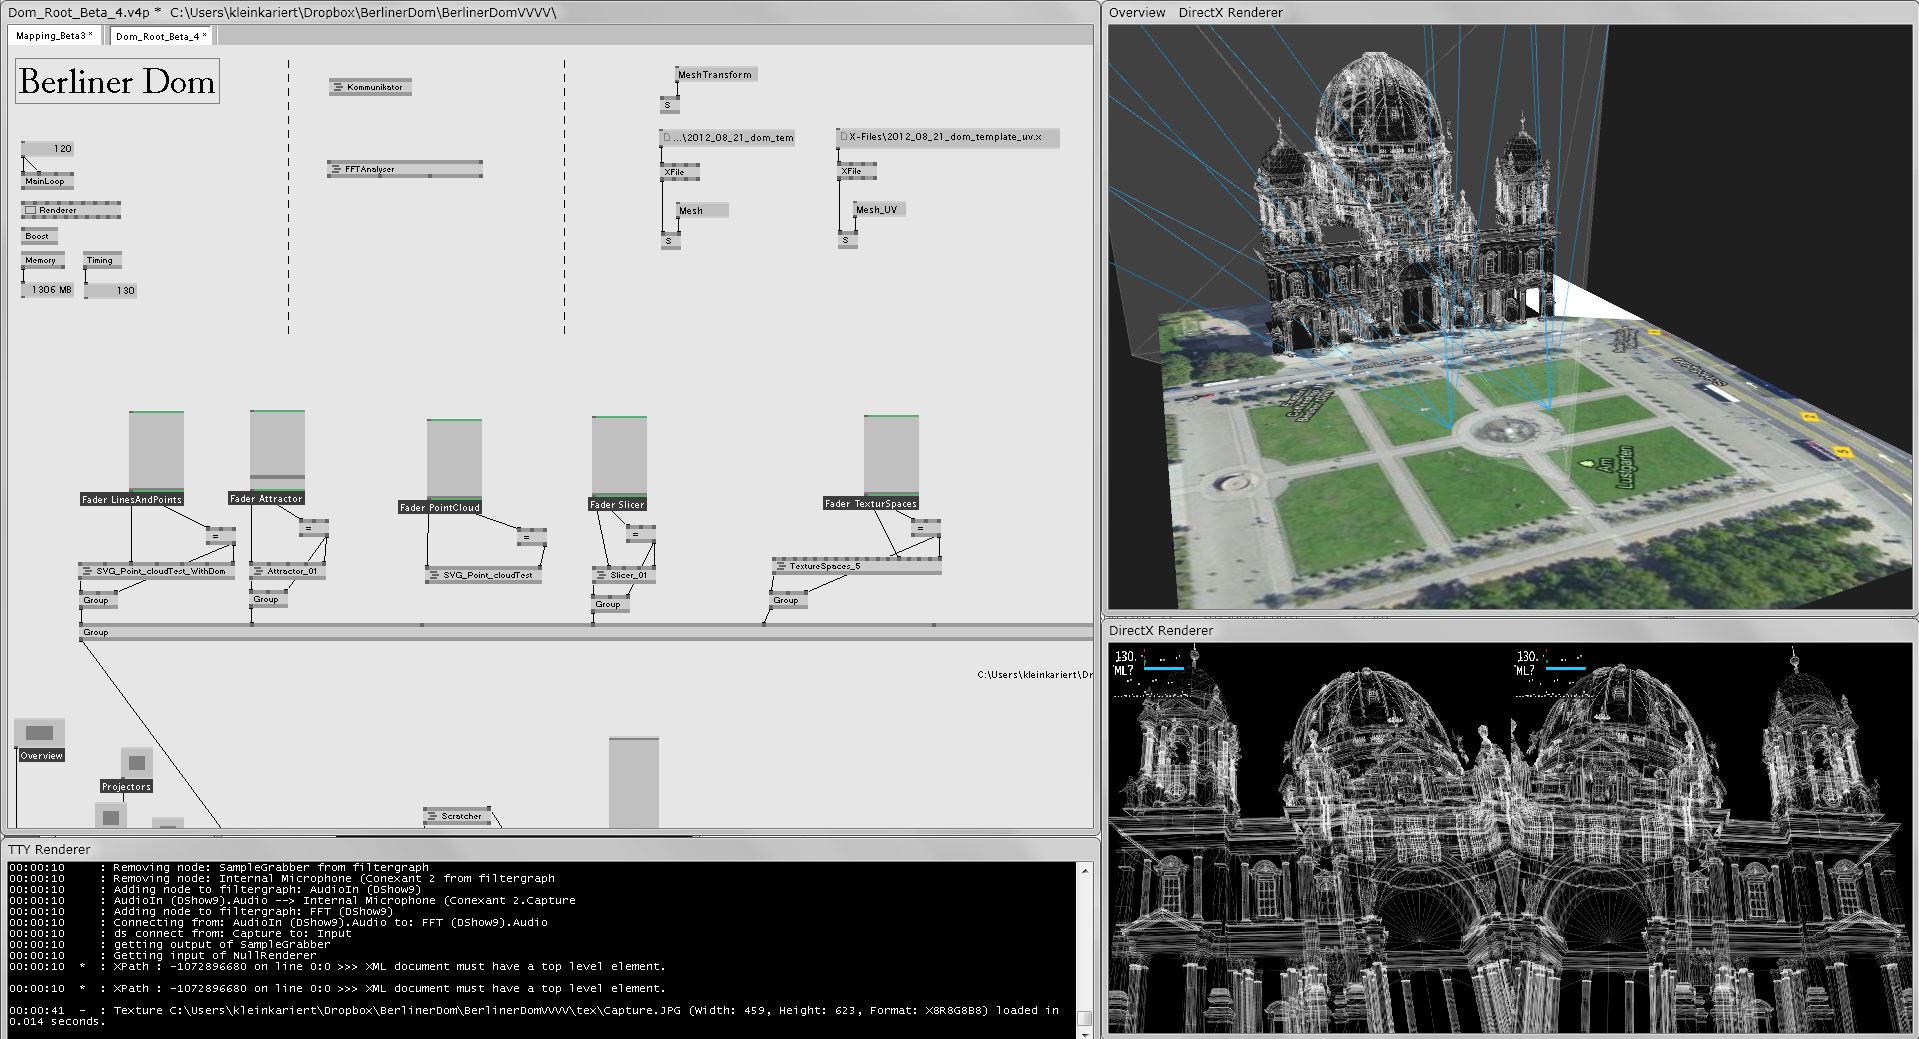 Dom_Root_Beta_4.v4p * C:\Users\kleinkariert\Dropbox\BerlinerDom\BerlinerDomVVVV\
Mapping_Beta3 *
Dom_Root_Beta_4 *
Berliner Dom
Kommunikator
FFTAnalyser
120
MainLoop
Renderer
Boost
Memory
Timing
1306 MB
130
MeshTransform
S
...\2012_08_21_dom_tem
X-Files\2012_08_21_dom_template_uv.x
XFile
XFile
Mesh
Mesh_UV
S
S
Fader LinesAndPoints
Fader Attractor
Fader PointCloud
Fader Slicer
Fader TexturSpaces
=
=
=
=
=
SVG_Point_cloudTest_WithDom
Attractor_01
SVG_Point_cloudTest
Slicer_01
TextureSpaces_5
Group
Group
Group
Group
Group
C:\Users\kleinkariert\Dr
Overview
Projectors
Scratcher
TTY Renderer
00:00:10 : Removing node: SampleGrabber from filtergraph
00:00:10 : Removing node: Internal Microphone (Conexant 2 from filtergraph
00:00:10 : Adding node to filtergraph: AudioIn (DShow9)
00:00:10 : AudioIn (DShow9).Audio --> Internal Microphone (Conexant 2.Capture
00:00:10 : Adding node to filtergraph: FFT (DShow9)
00:00:10 : Connecting from: AudioIn (DShow9).Audio to: FFT (DShow9).Audio
00:00:10 : ds connect from: Capture to: Input
00:00:10 : getting output of SampleGrabber
00:00:10 : Getting input of NullRenderer
00:00:10 * : XPath : -1072896680 on line 0:0 >>> XML document must have a top level element.
00:00:10 * : XPath : -1072896680 on line 0:0 >>> XML document must have a top level element.
00:00:41 - : Texture C:\Users\kleinkariert\Dropbox\BerlinerDom\BerlinerDomVVVV\tex\Capture.JPG (Width: 459, Height: 623, Format: X8R8G8B8) loaded in
0.014 seconds.
Overview DirectX Renderer
Am
Lustgarten
2
5
DirectX Renderer
130.
ML?
130.
ML?